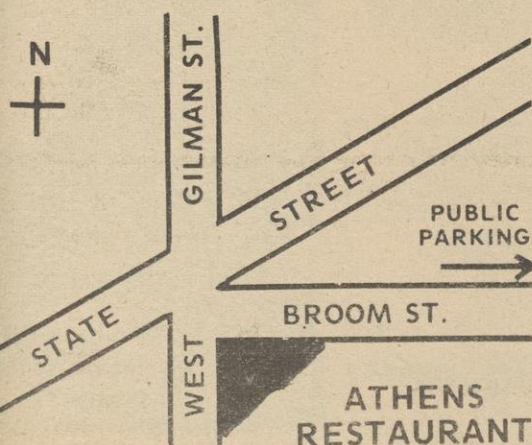 N
GILMAN ST.
STREET
PUBLIC
PARKING
BROOM ST.
STATE
WEST
ATHENS
RESTAURANT